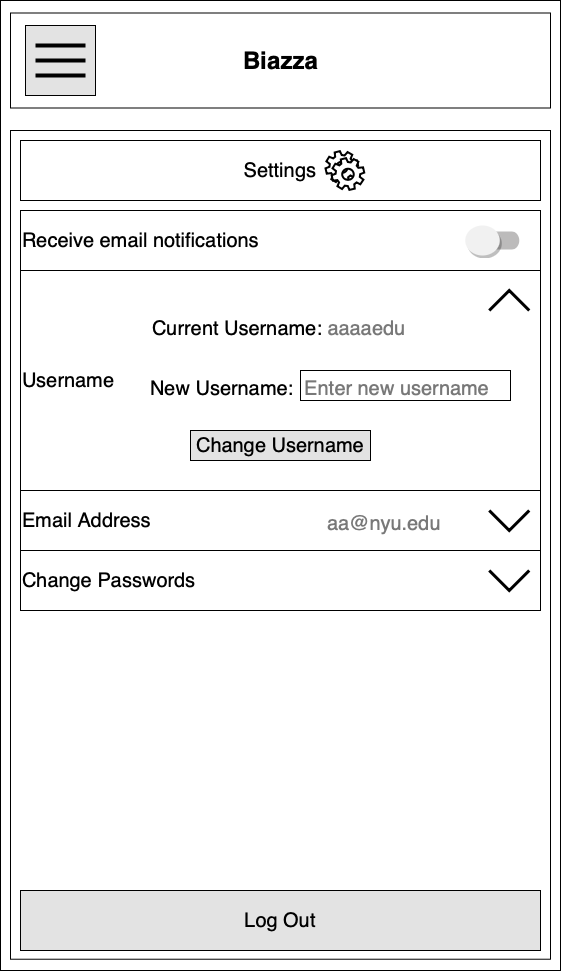 Biazza
Settings
Receive email notifications
Current Username: aaaaedu
Username
New Username: Enter new username
Change Username
Email Address aa@nyu.edu
Change Passwords
Log Out